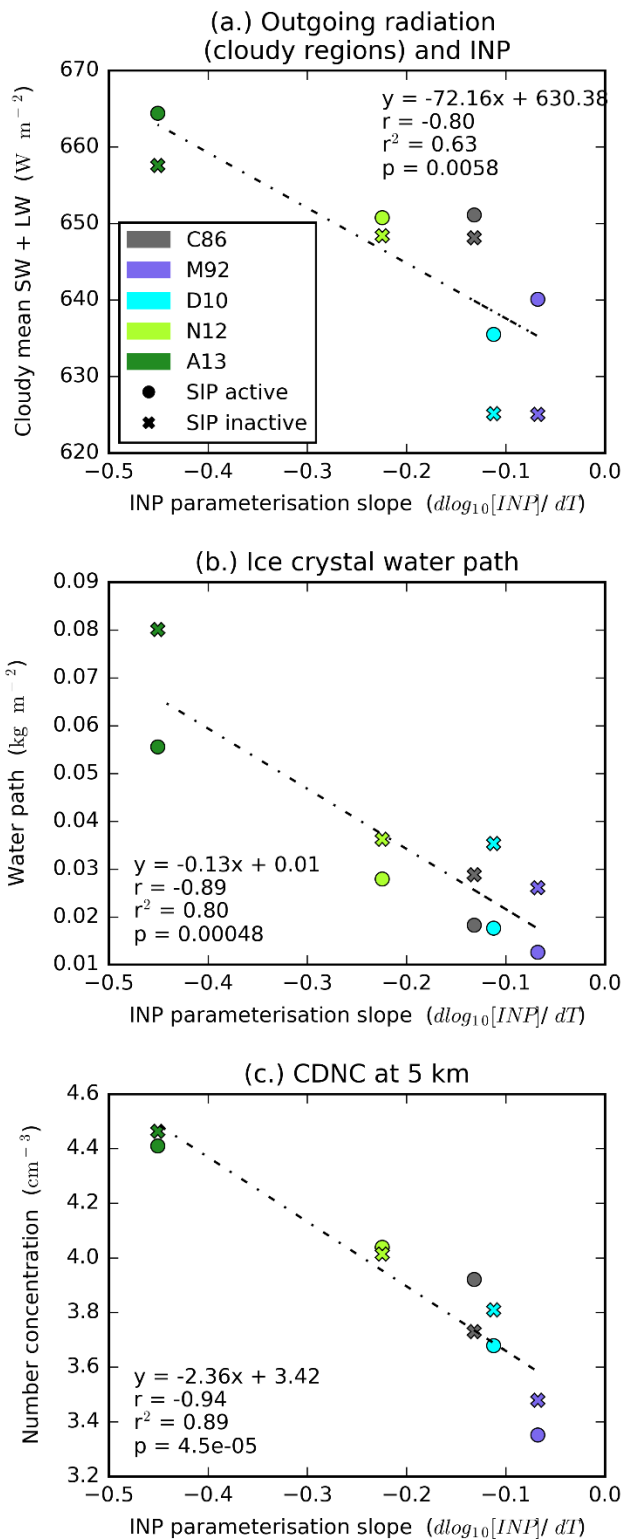 (a.) Outgoing radiation
(cloudy regions) and INP
670
660
650
640
630
620
Cloudy mean SW + LW (W m⁻²)
y = -72.16x + 630.38
r = -0.80
r² = 0.63
p = 0.0058
C86
M92
D10
N12
A13
SIP active
SIP inactive
−0.5 −0.4 −0.3 −0.2 −0.1 0.0
INP parameterisation slope (dlog₁₀[INP]/ dT)
(b.) Ice crystal water path
0.09
0.08
0.07
0.06
0.05
0.04
0.03
0.02
0.01
Water path (kg m⁻²)
y = -0.13x + 0.01
r = -0.89
r² = 0.80
p = 0.00048
−0.5 −0.4 −0.3 −0.2 −0.1 0.0
INP parameterisation slope (dlog₁₀[INP]/ dT)
(c.) CDNC at 5 km
4.6
4.4
4.2
4.0
3.8
3.6
3.4
3.2
Number concentration (cm⁻³)
y = -2.36x + 3.42
r = -0.94
r² = 0.89
p = 4.5e-05
−0.5 −0.4 −0.3 −0.2 −0.1 0.0
INP parameterisation slope (dlog₁₀[INP]/ dT)